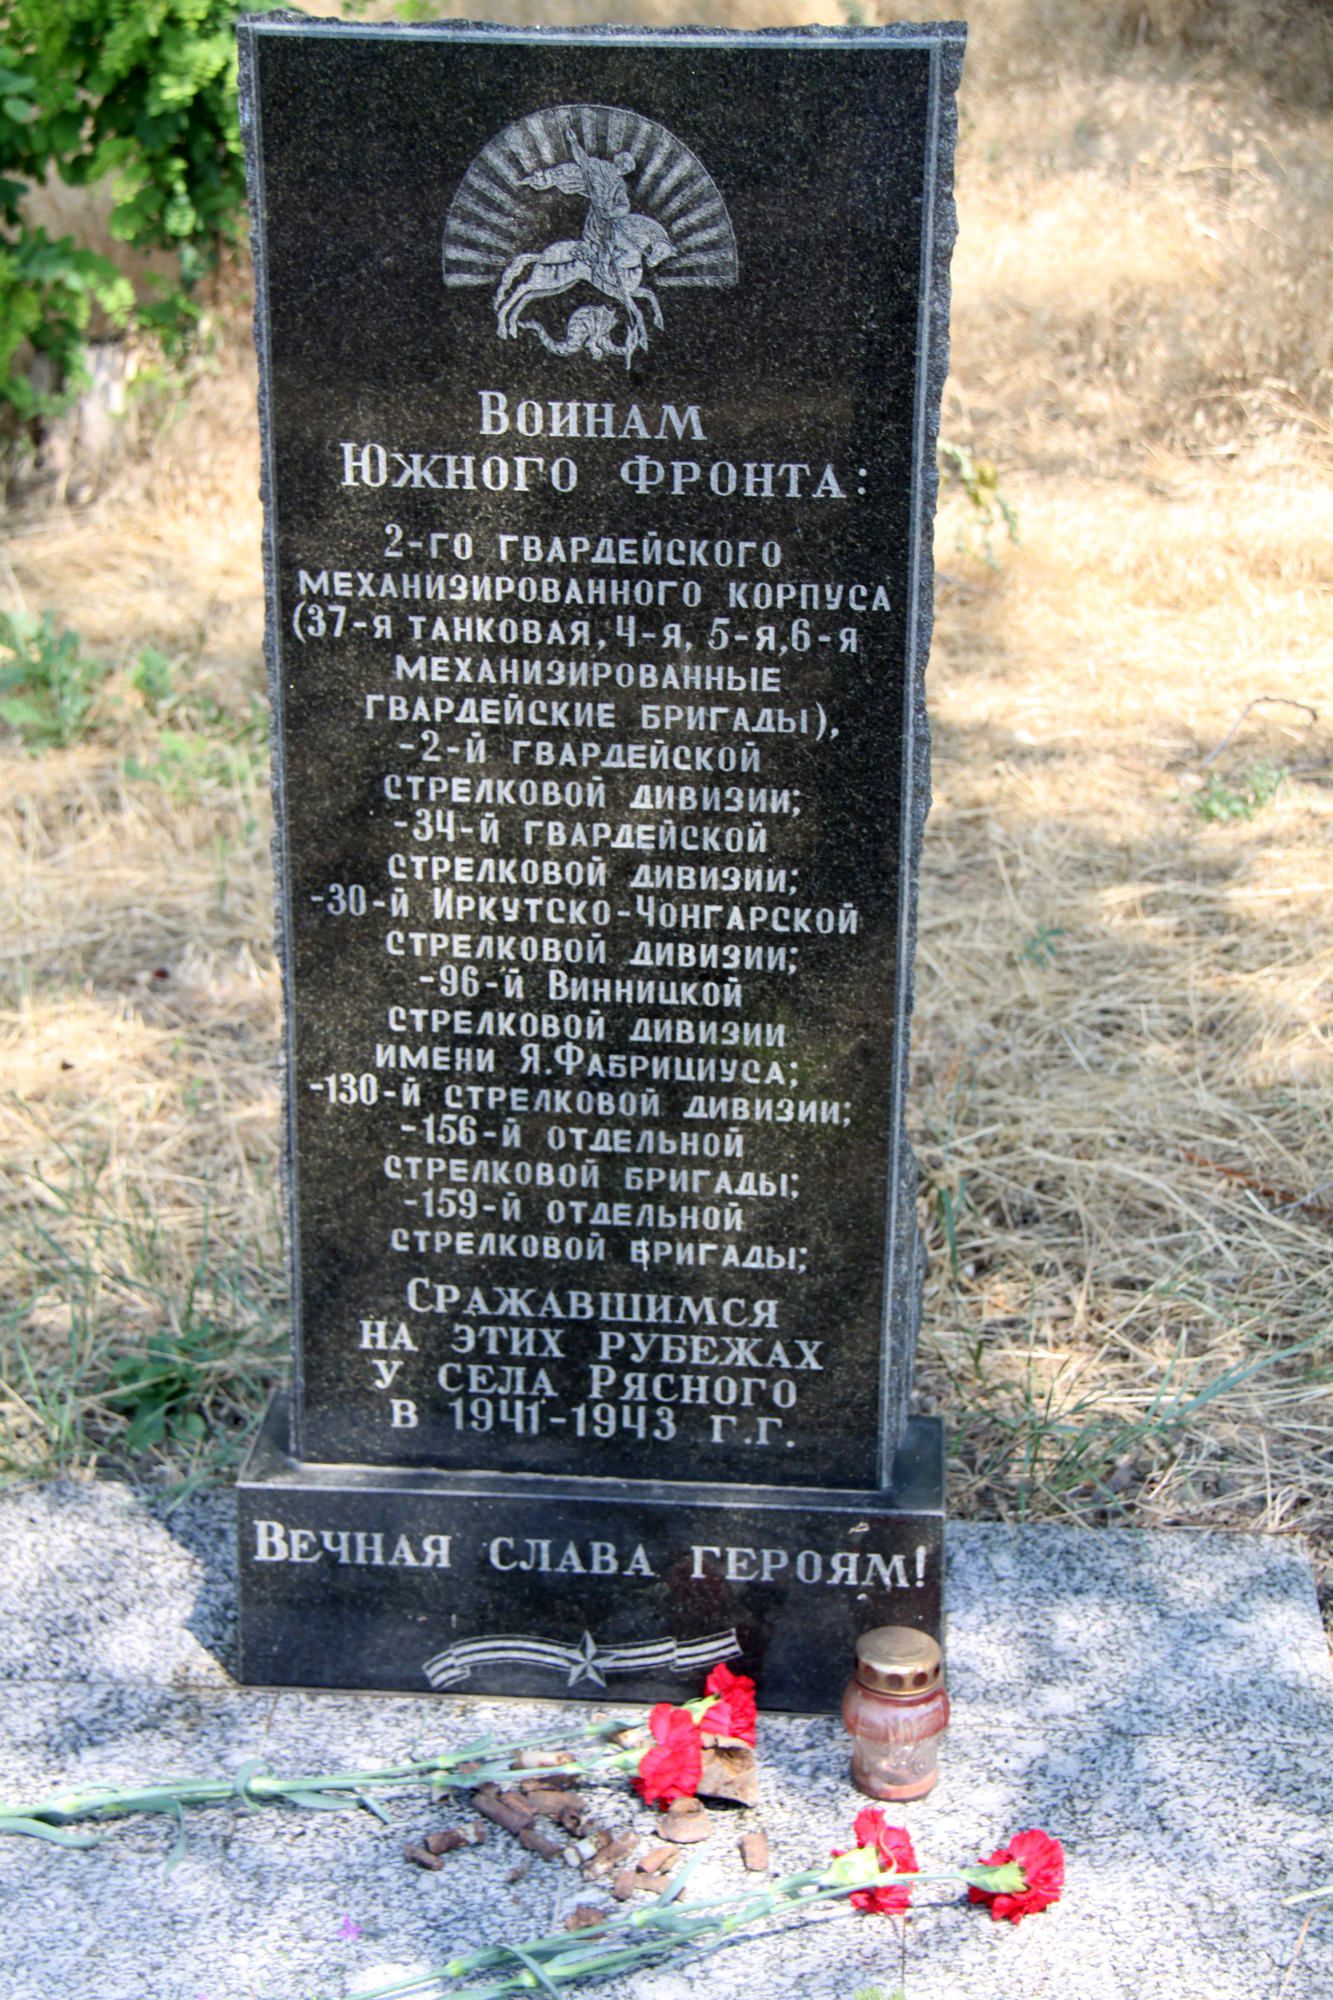 Воинам
Южного фронта:
2-го гвардейского
механизированного корпуса
(37-я танковая, 4-я, 5-я, 6-я
механизированные
гвардейские бригады),
-2-й гвардейской
стрелковой дивизии;
-34-й гвардейской
стрелковой дивизии;
-30-й Иркутско-Чонгарской
стрелковой дивизии;
-96-й Винницкой
стрелковой дивизии
имени Я.Фабрициуса;
-130-й стрелковой дивизии;
-156-й отдельной
стрелковой бригады;
-159-й отдельной
стрелковой бригады;
Сражавшимся
на этих рубежах
у села Рясного
в 1941-1943 г.г.
Вечная слава героям!